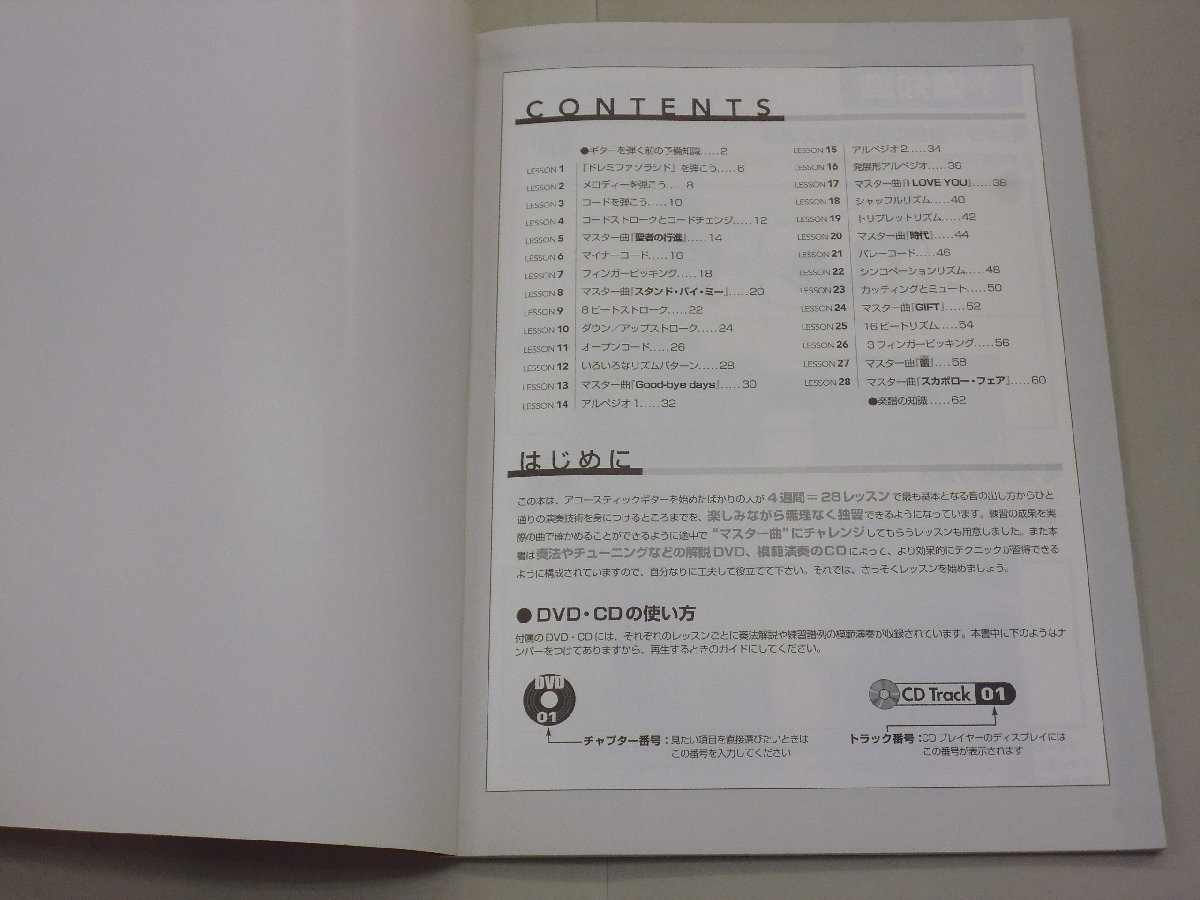 CONTENTS
●ギターを弾く前の予備知識.....2
LESSON 1 「ドレミファソラシド」を弾こう.....6
LESSON 2 メロディーを弾こう.....8
LESSON 3 コードを弾こう.....10
LESSON 4 コードストロークとコードチェンジ.....12
LESSON 5 マスター曲『聖者の行進』.....14
LESSON 6 マイナーコード.....16
LESSON 7 フィンガーピッキング.....18
LESSON 8 マスター曲『スタンド・バイ・ミー』.....20
LESSON 9 8ビートストローク.....22
LESSON 10 ダウン／アップストローク.....24
LESSON 11 オープンコード.....26
LESSON 12 いろいろなリズムパターン.....28
LESSON 13 マスター曲『Good-bye days』.....30
LESSON 14 アルペジオ1.....32
LESSON 15 アルペジオ2.....34
LESSON 16 発展形アルペジオ.....36
LESSON 17 マスター曲『I LOVE YOU』.....38
LESSON 18 シャッフルリズム.....40
LESSON 19 トリプレットリズム.....42
LESSON 20 マスター曲『時代』.....44
LESSON 21 バレーコード.....46
LESSON 22 シンコペーションリズム.....48
LESSON 23 カッティングとミュート.....50
LESSON 24 マスター曲『GIFT』.....52
LESSON 25 16ビートリズム.....54
LESSON 26 3フィンガーピッキング.....56
LESSON 27 マスター曲『蕾』.....58
LESSON 28 マスター曲『スカボロー・フェア』.....60
●楽譜の知識.....62
はじめに
この本は、アコースティックギターを始めたばかりの人が4週間＝28レッスンで最も基本となる音の出し方からひと
通りの演奏技術を身につけるところまでを、楽しみながら無理なく独習できるようになっています。練習の成果を実
際の曲で確かめることができるように途中で“マスター曲”にチャレンジしてもらうレッスンも用意しました。また本
書は奏法やチューニングなどの解説DVD、模範演奏のCDによって、より効果的にテクニックが習得できる
ように構成されていますので、自分なりに工夫して役立てて下さい。それでは、さっそくレッスンを始めましょう。
●DVD・CDの使い方
付属のDVD・CDには、それぞれのレッスンごとに奏法解説や練習譜例の模範演奏が収録されています。本書中に下のようなナ
ンバーをつけてありますから、再生するときのガイドにしてください。
DVD
01
チャプター番号：見たい項目を直接選びたいときは
この番号を入力してください
CD Track 01
トラック番号：CDプレイヤーのディスプレイには
この番号が表示されます